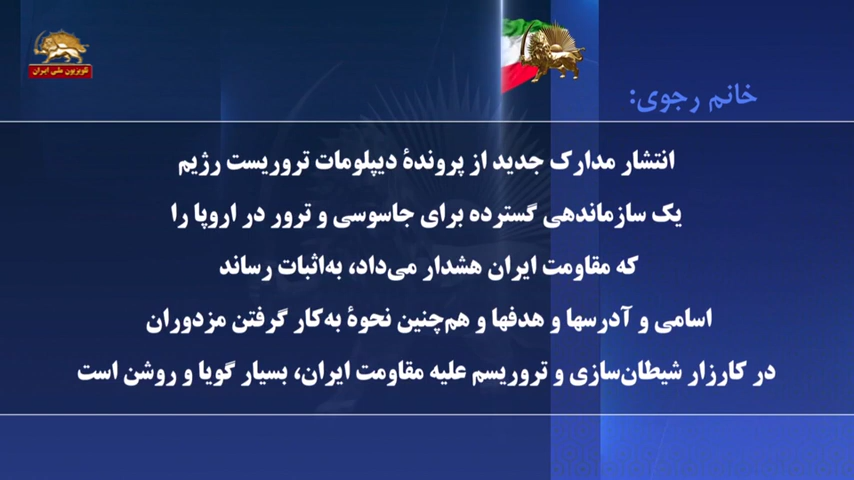 تلویزیون ملی ایران
خانم رجوی:
انتشار مدارک جدید از پروندهٔ دیپلومات تروریست رژیم
یک سازماندهی گسترده برای جاسوسی و ترور در اروپا را
که مقاومت ایران هشدار می‌داد، به‌اثبات رساند
اسامی و آدرسها و هدفها و هم‌چنین نحوهٔ به‌کار گرفتن مزدوران
در کارزار شیطان‌سازی و تروریسم علیه مقاومت ایران، بسیار گویا و روشن است